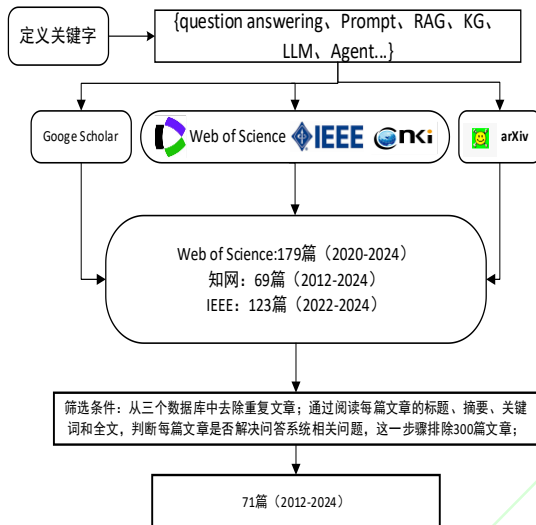 定义关键字
{question answering、Prompt、RAG、KG、
LLM、Agent...}
Googe Scholar
Web of Science IEEE cnki
arXiv
Web of Science:179篇（2020-2024）
知网：69篇（2012-2024）
IEEE：123篇（2022-2024）
筛选条件：从三个数据库中去除重复文章；通过阅读每篇文章的标题、摘要、关键
词和全文，判断每篇文章是否解决问答系统相关问题，这一步骤排除300篇文章；
71篇（2012-2024）